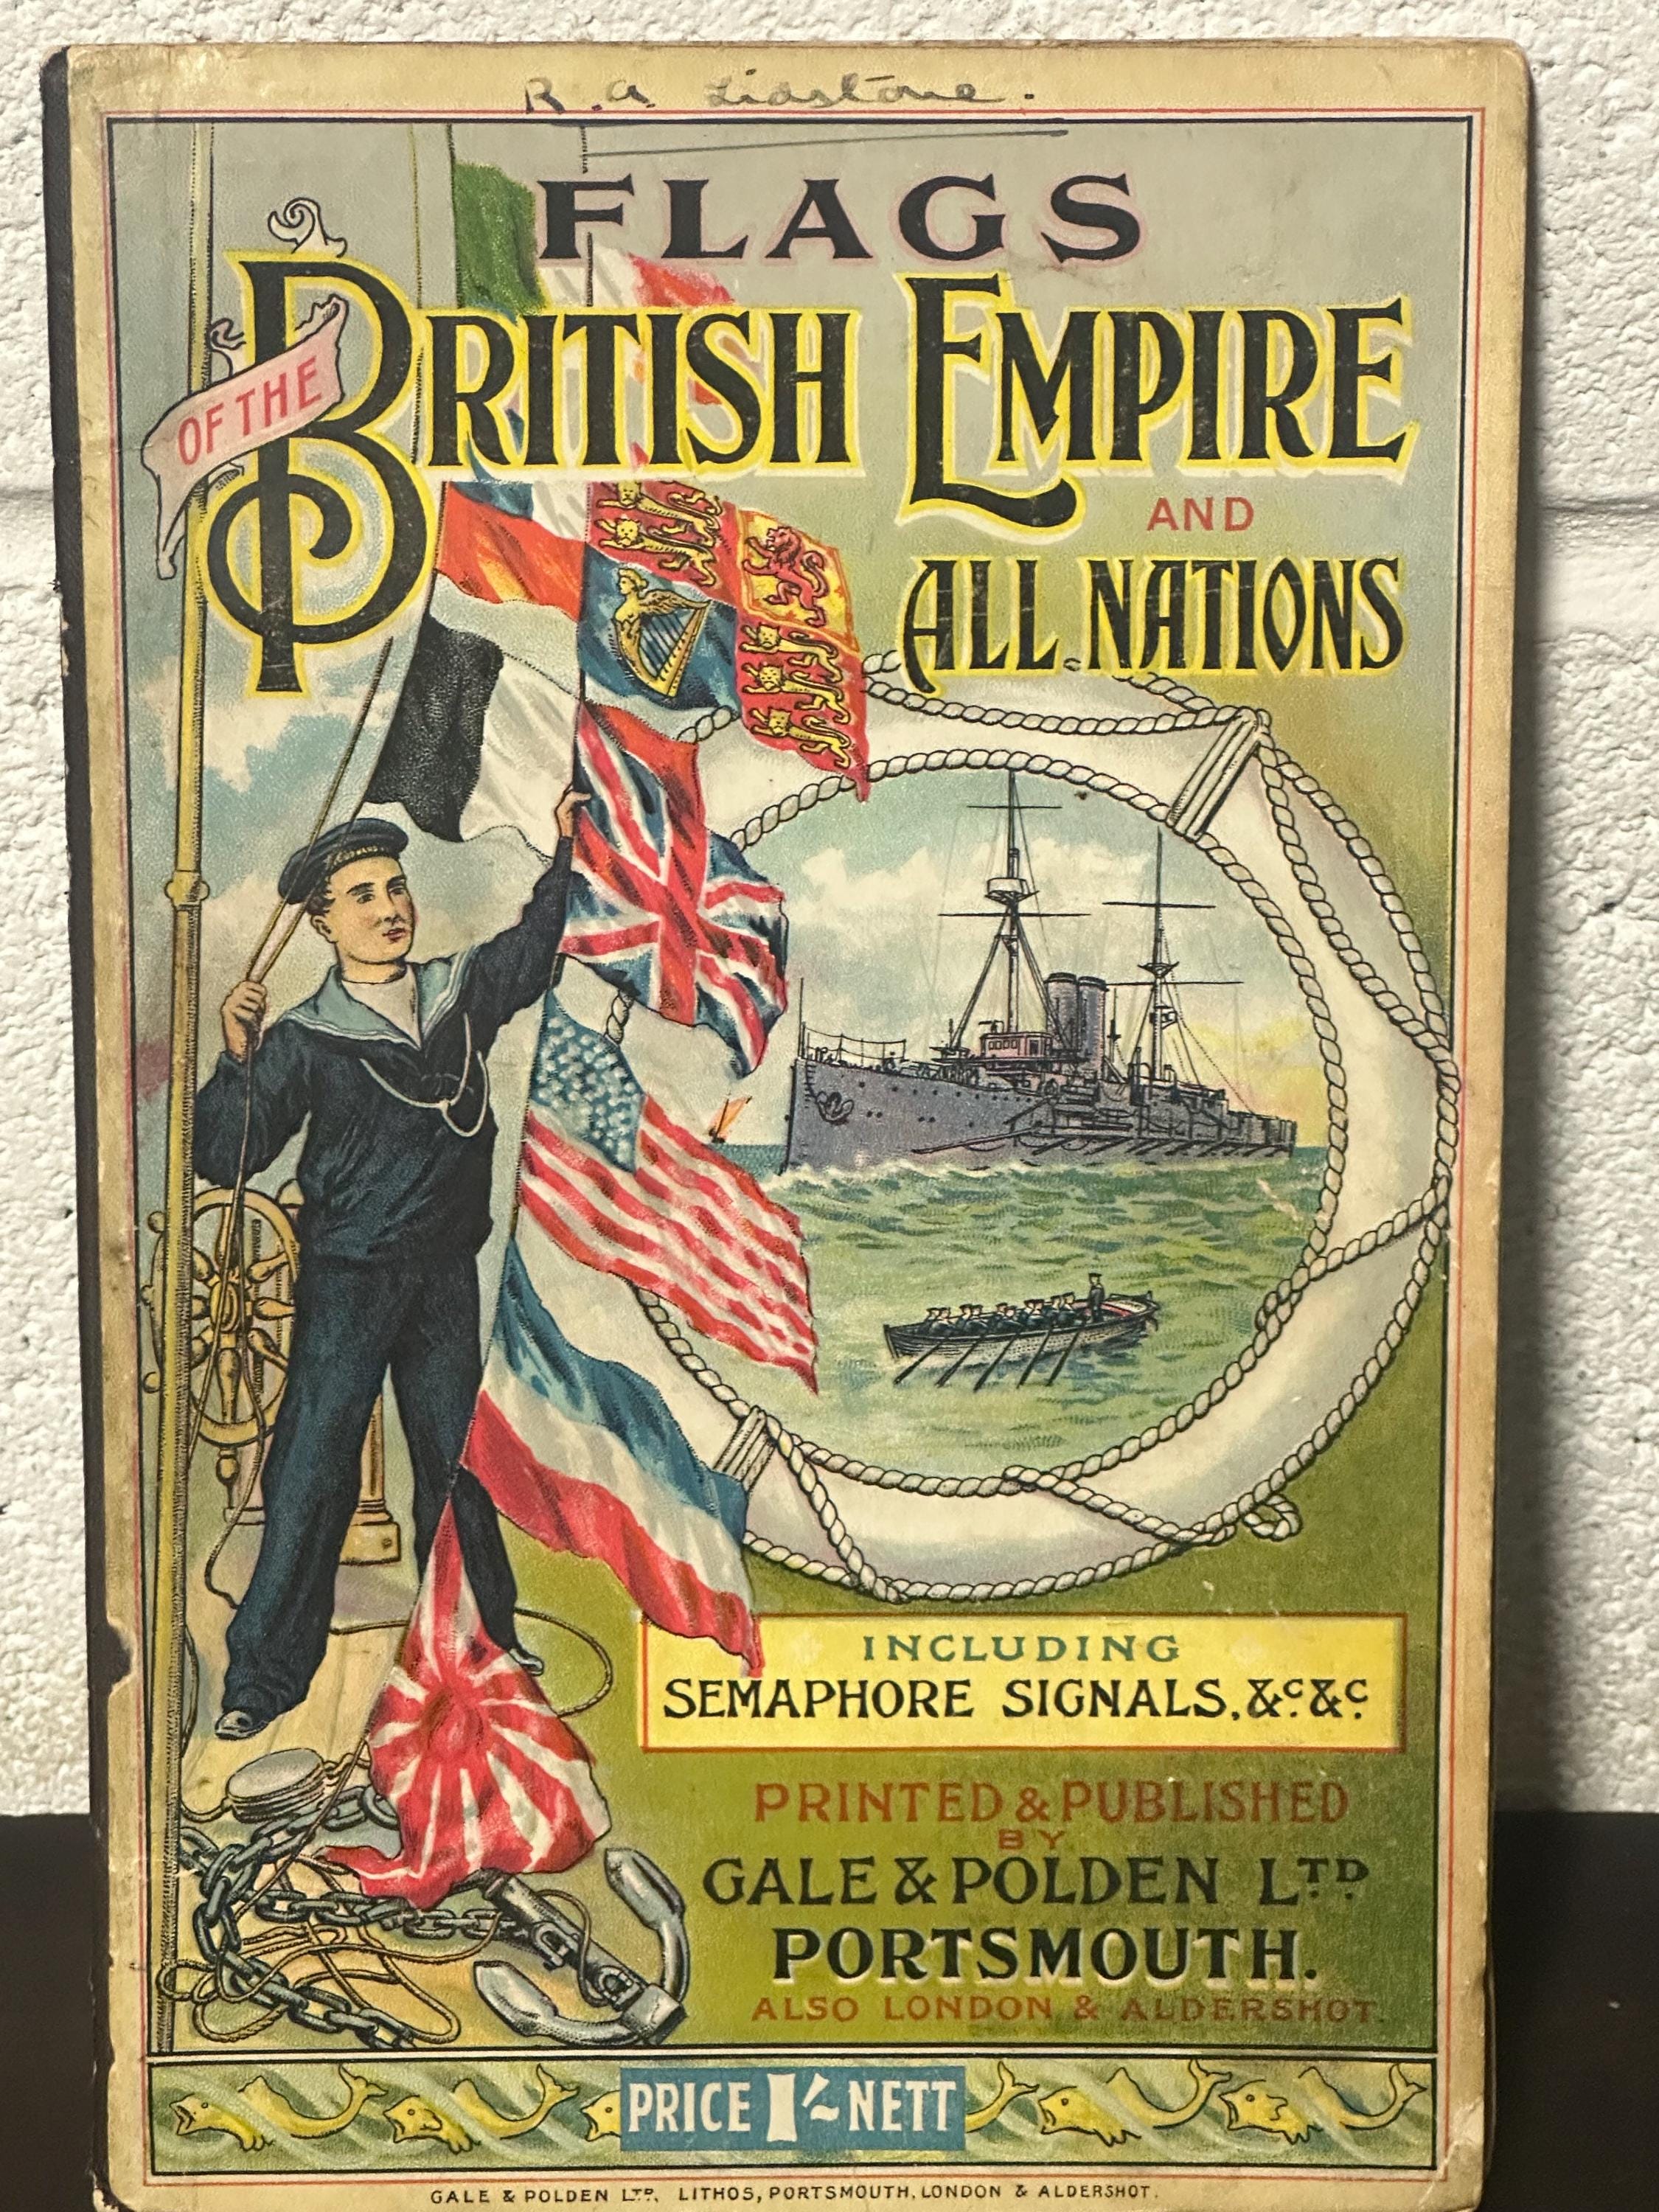 R. A. Lidstone.
FLAGS
OF THE
BRITISH EMPIRE
AND
ALL NATIONS
INCLUDING
SEMAPHORE SIGNALS, &c. &c.
PRINTED & PUBLISHED
BY
GALE & POLDEN LTD.
PORTSMOUTH.
ALSO LONDON & ALDERSHOT.
PRICE 1/- NETT
GALE & POLDEN LTD., LITHOS, PORTSMOUTH, LONDON & ALDERSHOT.